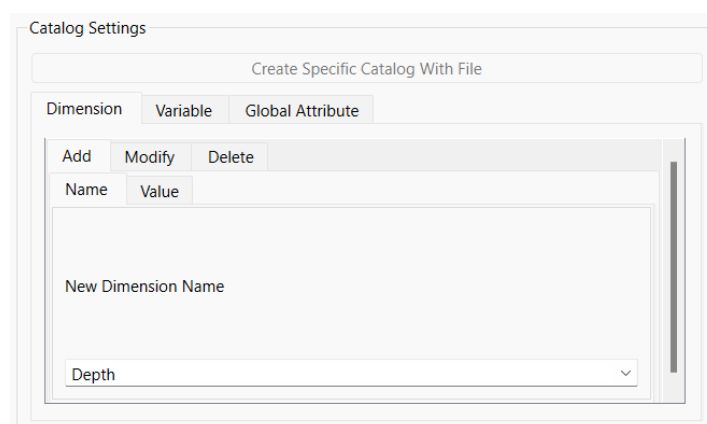 Catalog Settings
Create Specific Catalog With File
Dimension Variable Global Attribute
Add Modify Delete
Name Value
New Dimension Name
Depth